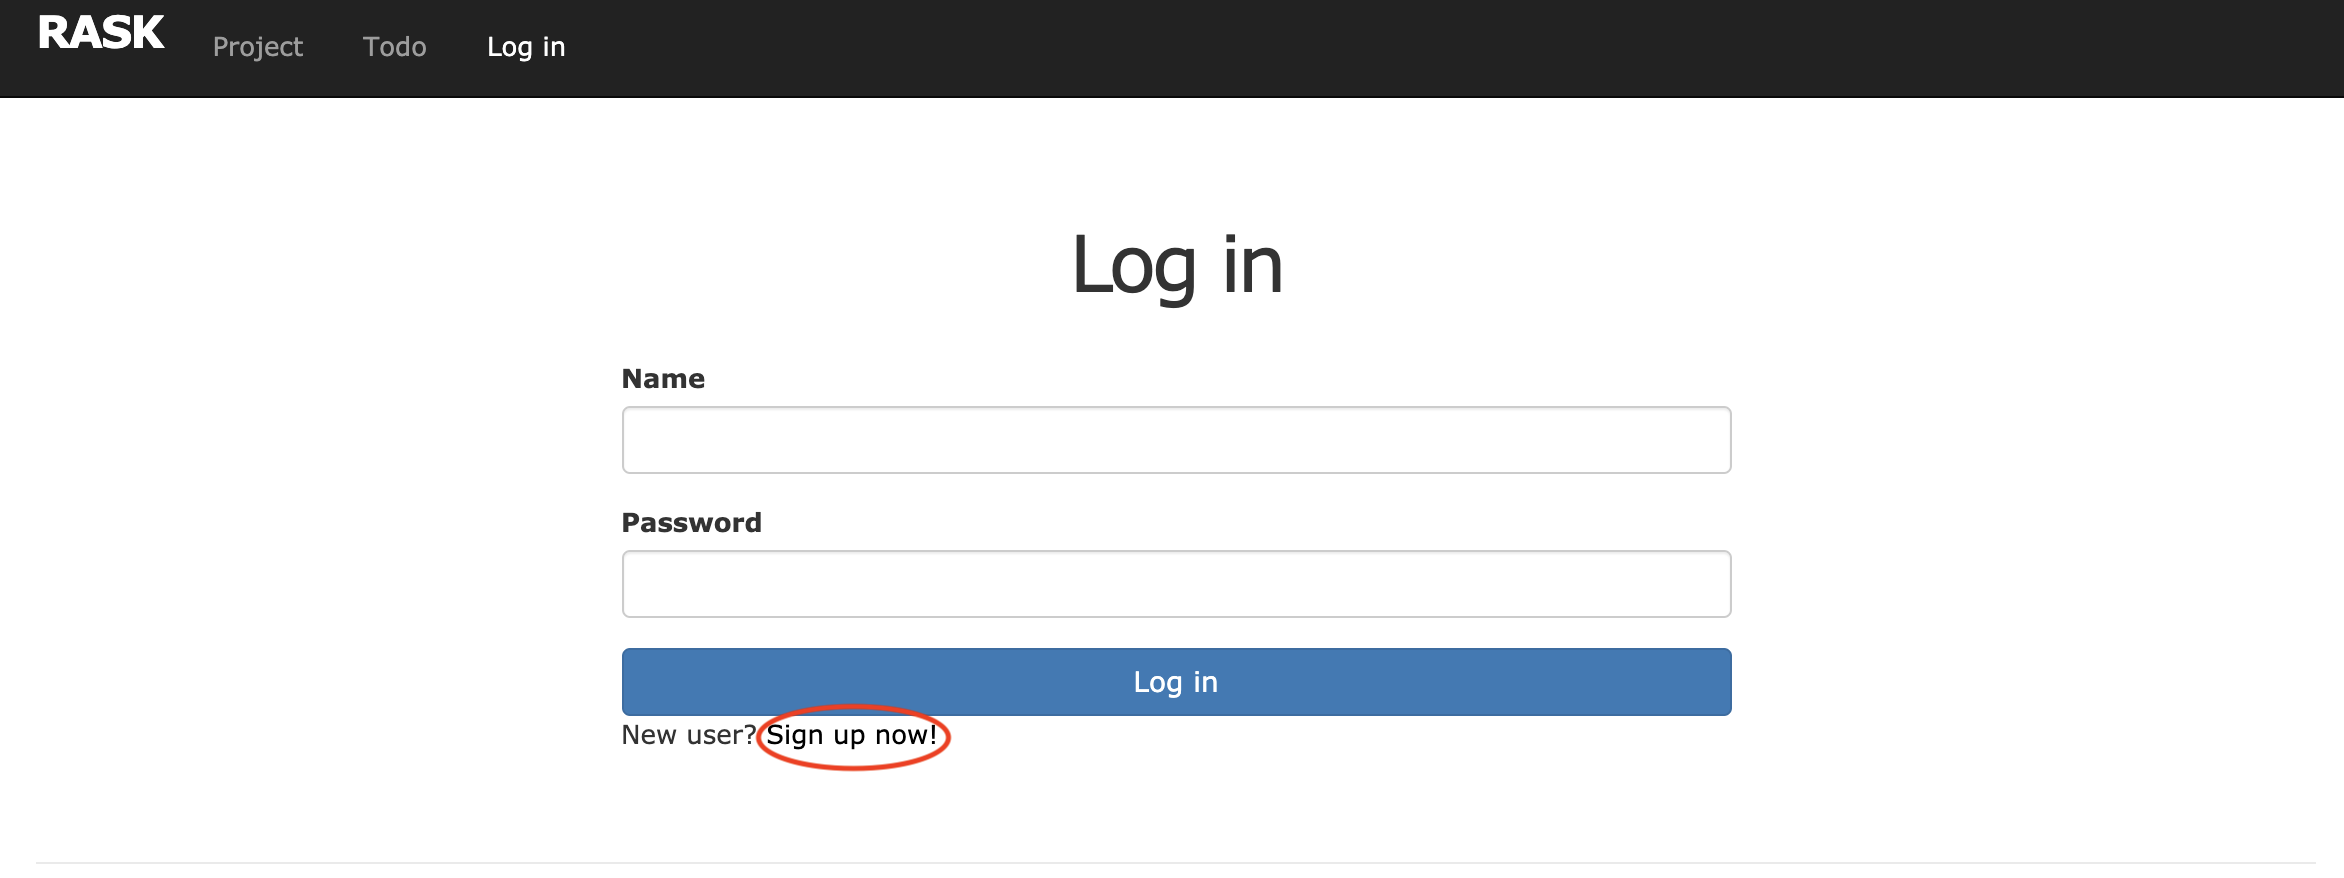 RASK Project Todo Log in
Log in
Name
Password
Log in
New user? Sign up now!